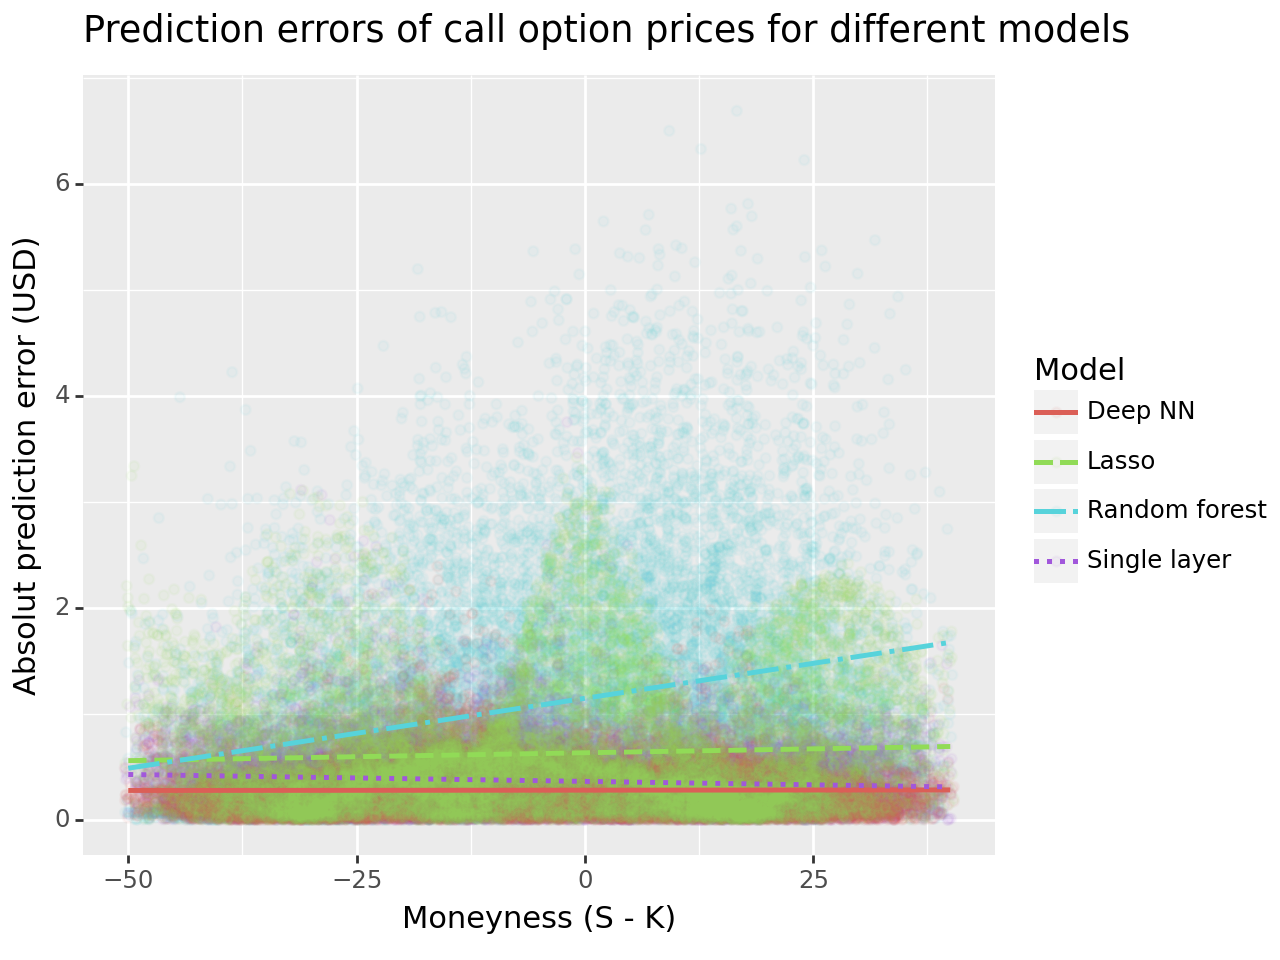 Prediction errors of call option prices for different models
Absolut prediction error (USD)
6
4
2
0
−50
−25
0
25
Moneyness (S - K)
Model
Deep NN
Lasso
Random forest
Single layer